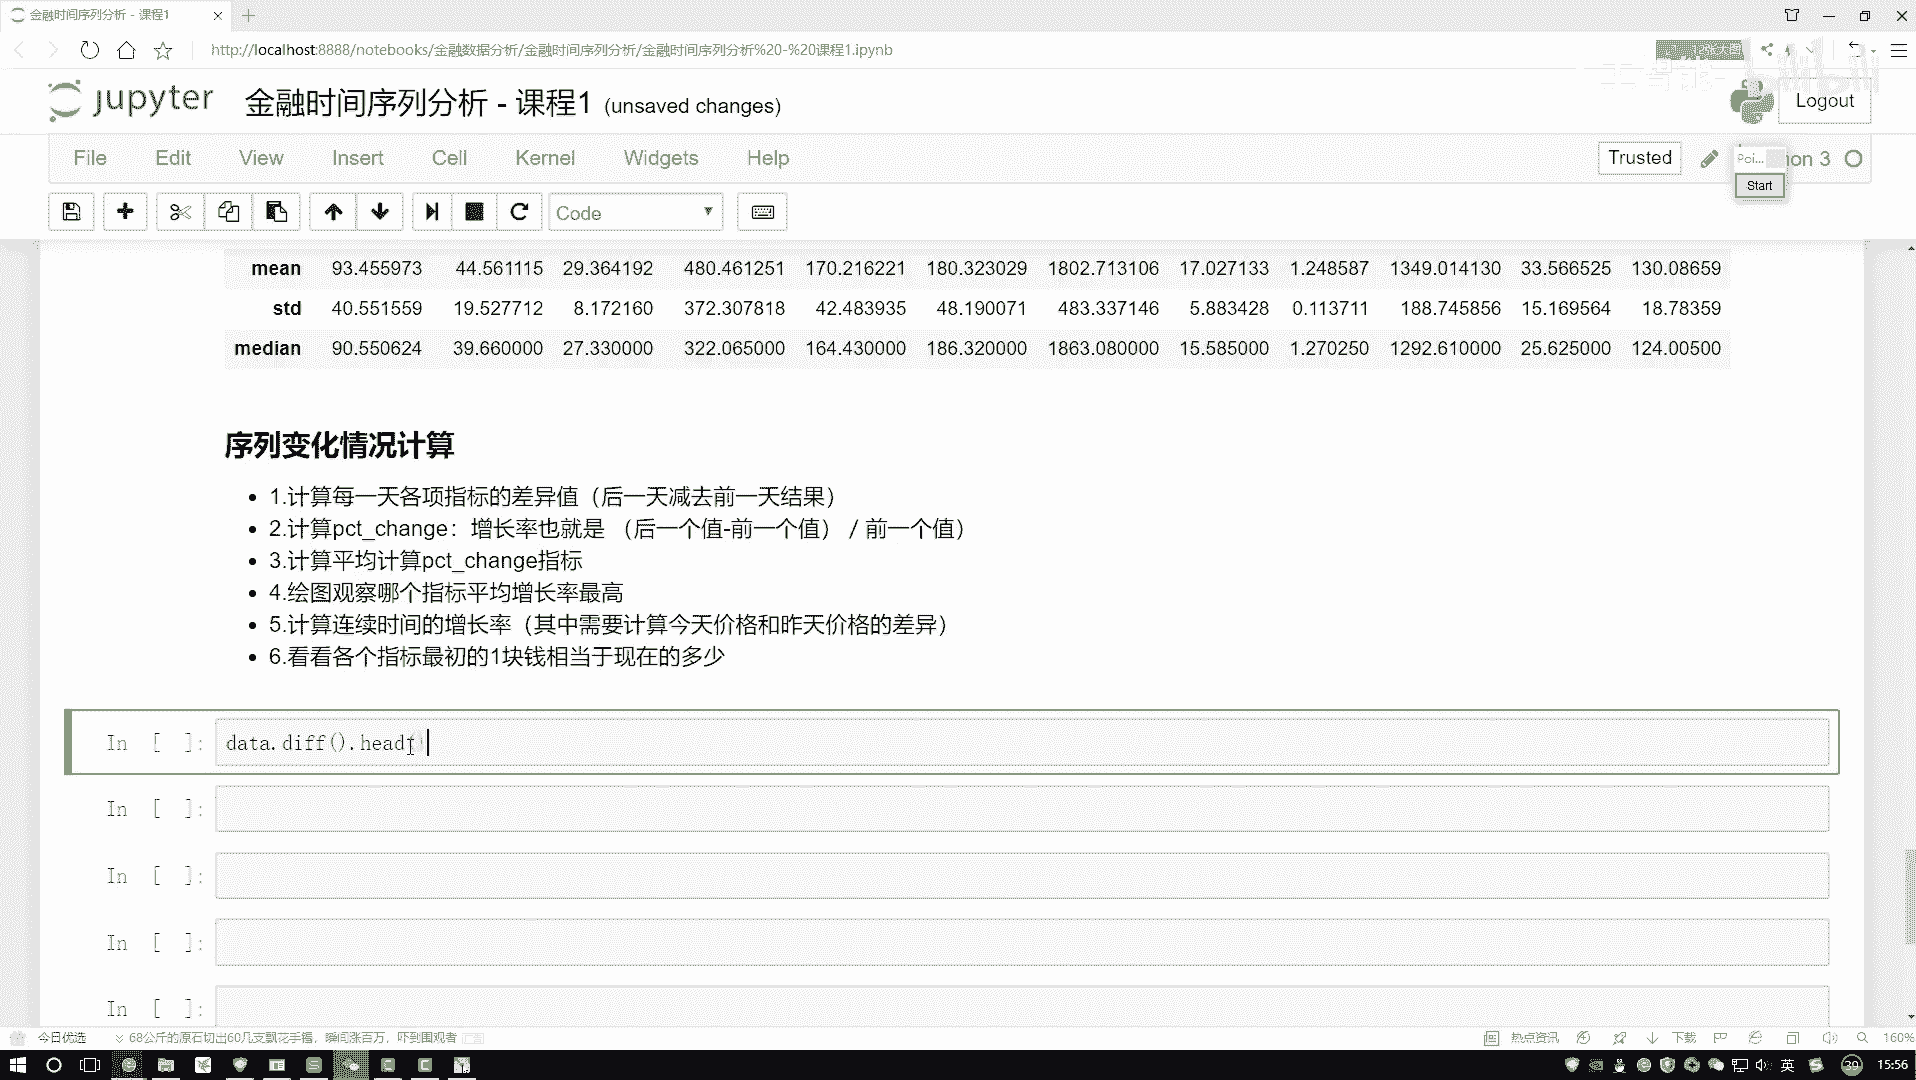 金融时间序列分析 - 课程1
http://localhost:8888/notebooks/金融数据分析/金融时间序列分析/金融时间序列分析%20-%20课程1.ipynb
jupyter 金融时间序列分析 - 课程1 (unsaved changes)
bilibili
Logout
File Edit View Insert Cell Kernel Widgets Help
Trusted
Poi...
hon 3
Start
Code
mean 93.455973 44.561115 29.364192 480.461251 170.216221 180.323029 1802.713106 17.027133 1.248587 1349.014130 33.566525 130.08659
std 40.551559 19.527712 8.172160 372.307818 42.483935 48.190071 483.337146 5.883428 0.113711 188.745856 15.169564 18.78359
median 90.550624 39.660000 27.330000 322.065000 164.430000 186.320000 1863.080000 15.585000 1.270250 1292.610000 25.625000 124.00500
序列变化情况计算
• 1.计算每一天各项指标的差异值（后一天减去前一天结果）
• 2.计算pct_change：增长率也就是 （后一个值-前一个值） / 前一个值）
• 3.计算平均计算pct_change指标
• 4.绘图观察哪个指标平均增长率最高
• 5.计算连续时间的增长率（其中需要计算今天价格和昨天价格的差异）
• 6.看看各个指标最初的1块钱相当于现在的多少
In [ ]: data.diff().head()
In [ ]:
In [ ]:
In [ ]:
In [ ]:
今日优选 68公斤的原石切出60几支飘花手镯，瞬间涨百万，吓到围观者
热点资讯 下载 160%
英 39 15:56